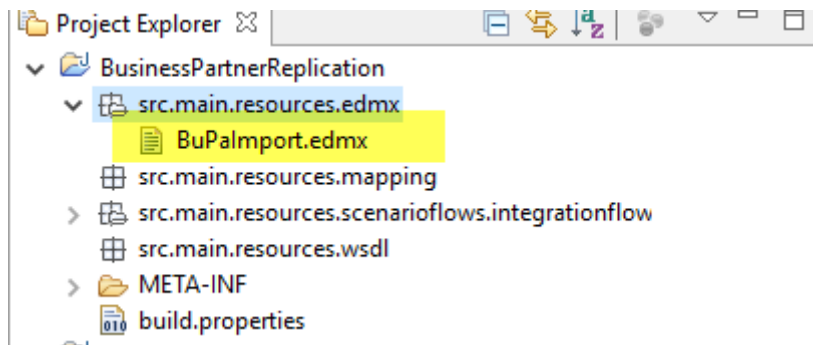 Project Explorer
BusinessPartnerReplication
src.main.resources.edmx
BuPaImport.edmx
src.main.resources.mapping
src.main.resources.scenarioflows.integrationflow
src.main.resources.wsdl
META-INF
build.properties